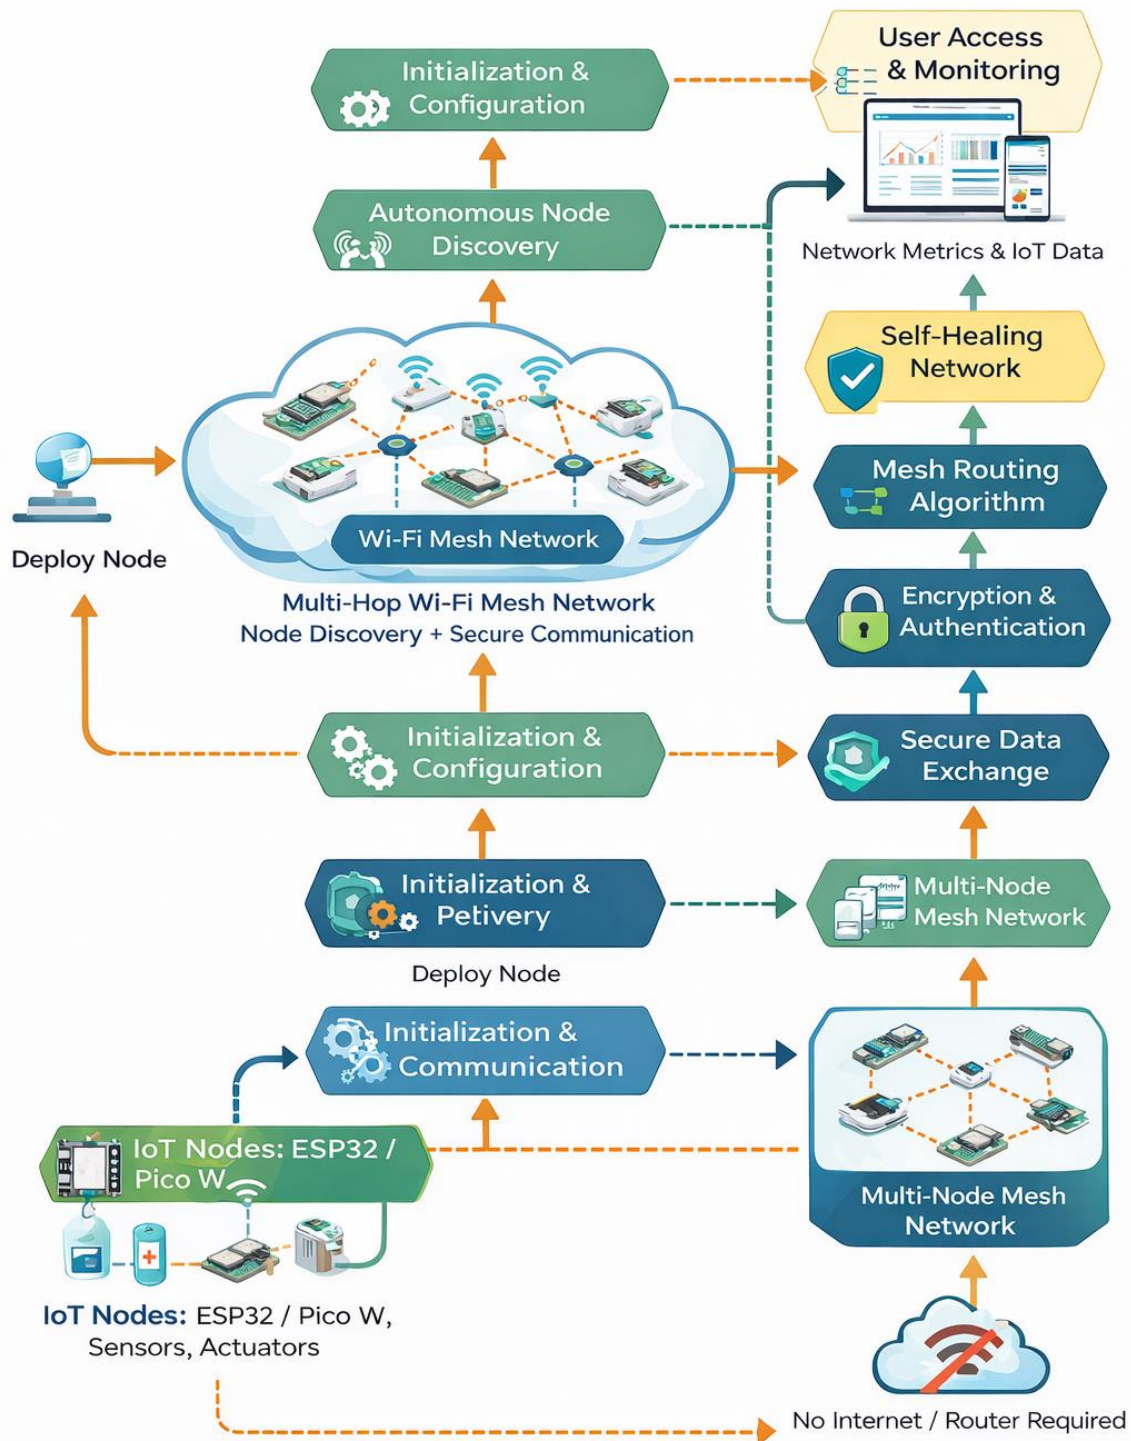 User Access
& Monitoring
Initialization &
Configuration
Autonomous Node
Discovery
Network Metrics & IoT Data
Self-Healing
Network
Mesh Routing
Algorithm
Wi-Fi Mesh Network
Deploy Node
Multi-Hop Wi-Fi Mesh Network
Node Discovery + Secure Communication
Encryption &
Authentication
Initialization &
Configuration
Secure Data
Exchange
Initialization &
Petivery
Deploy Node
Multi-Node
Mesh Network
Initialization &
Communication
IoT Nodes: ESP32 /
Pico W
Multi-Node Mesh
Network
IoT Nodes: ESP32 / Pico W,
Sensors, Actuators
No Internet / Router Required